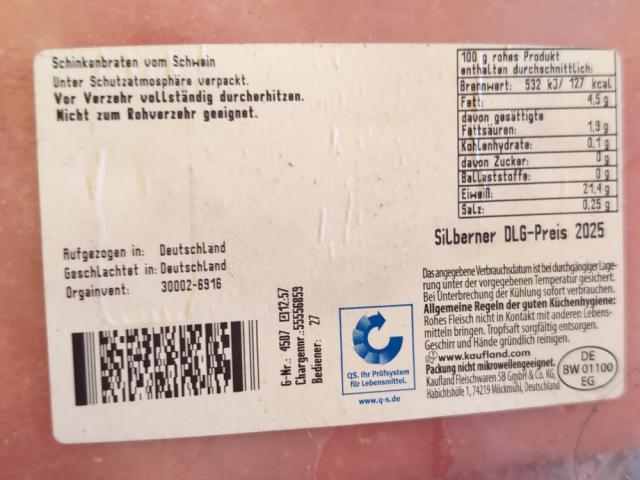 Schinkenbraten vom Schwein
Unter Schutzatmosphäre verpackt.
Vor Verzehr vollständig durcherhitzen.
Nicht zum Rohverzehr geeignet.
100 g rohes Produkt
enthalten durchschnittlich:
Brennwert: 532 kJ/ 127 kcal
Fett: 4,5 g
davon gesättigte
Fettsäuren: 1,9 g
Kohlenhydrate: 0,1 g
davon Zucker: 0 g
Ballaststoffe: 0 g
Eiweiß: 21,4 g
Salz: 0,25 g
Silberner DLG-Preis 2025
Aufgezogen in: Deutschland
Geschlachtet in: Deutschland
Orgainvent: 30002-6916
G-Nr.: 4507 12:57
Chargennr.:55556859
Bediener: 27
QS. Ihr Prüfsystem
für Lebensmittel.
www.q-s.de
Das angegebene Verbrauchsdatum ist bei durchgängiger Lage-
rung unter der vorgegebenen Temperatur gesichert.
Bei Unterbrechung der Kühlung sofort verbrauchen.
Allgemeine Regeln der guten Küchenhygiene:
Rohes Fleisch nicht in Kontakt mit anderen Lebens-
mitteln bringen. Tropfsaft sorgfältig entsorgen.
Geschirr und Hände gründlich reinigen.
www.kaufland.com
Packung nicht mikrowellengeeignet.
Kaufland Fleischwaren SB GmbH & Co. KG,
Habichtshöfe 1, 74219 Möckmühl, Deutschland
DE
BW 01100
EG